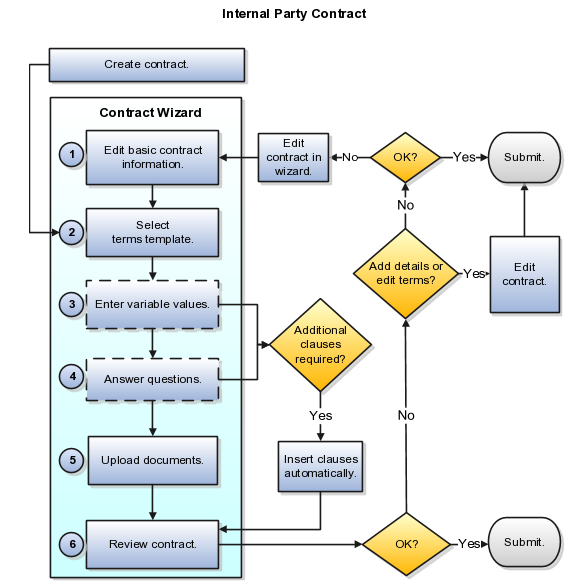 Internal Party Contract
Create contract.
Contract Wizard
1
Edit basic contract
information.
Edit
contract in
wizard.
No
OK?
Yes
Submit.
2
Select
terms template.
No
Add details or
edit terms?
Yes
Edit
contract.
3
Enter variable values.
Additional
clauses
required?
4
Answer questions.
Yes
No
5
Upload documents.
Insert clauses
automatically.
6
Review contract.
OK?
Yes
Submit.